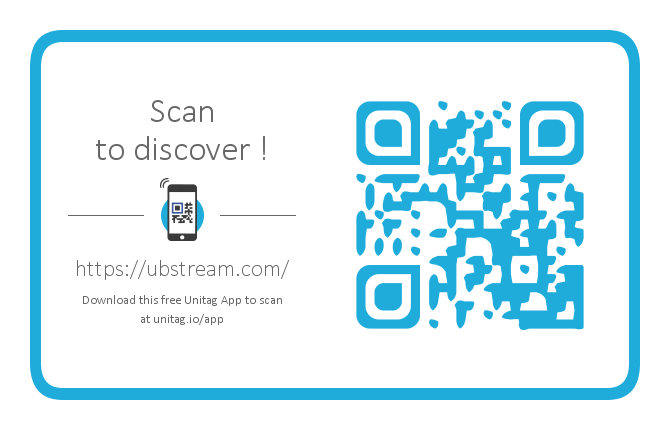 Scan
to discover !
https://ubstream.com/
Download this free Unitag App to scan
at unitag.io/app